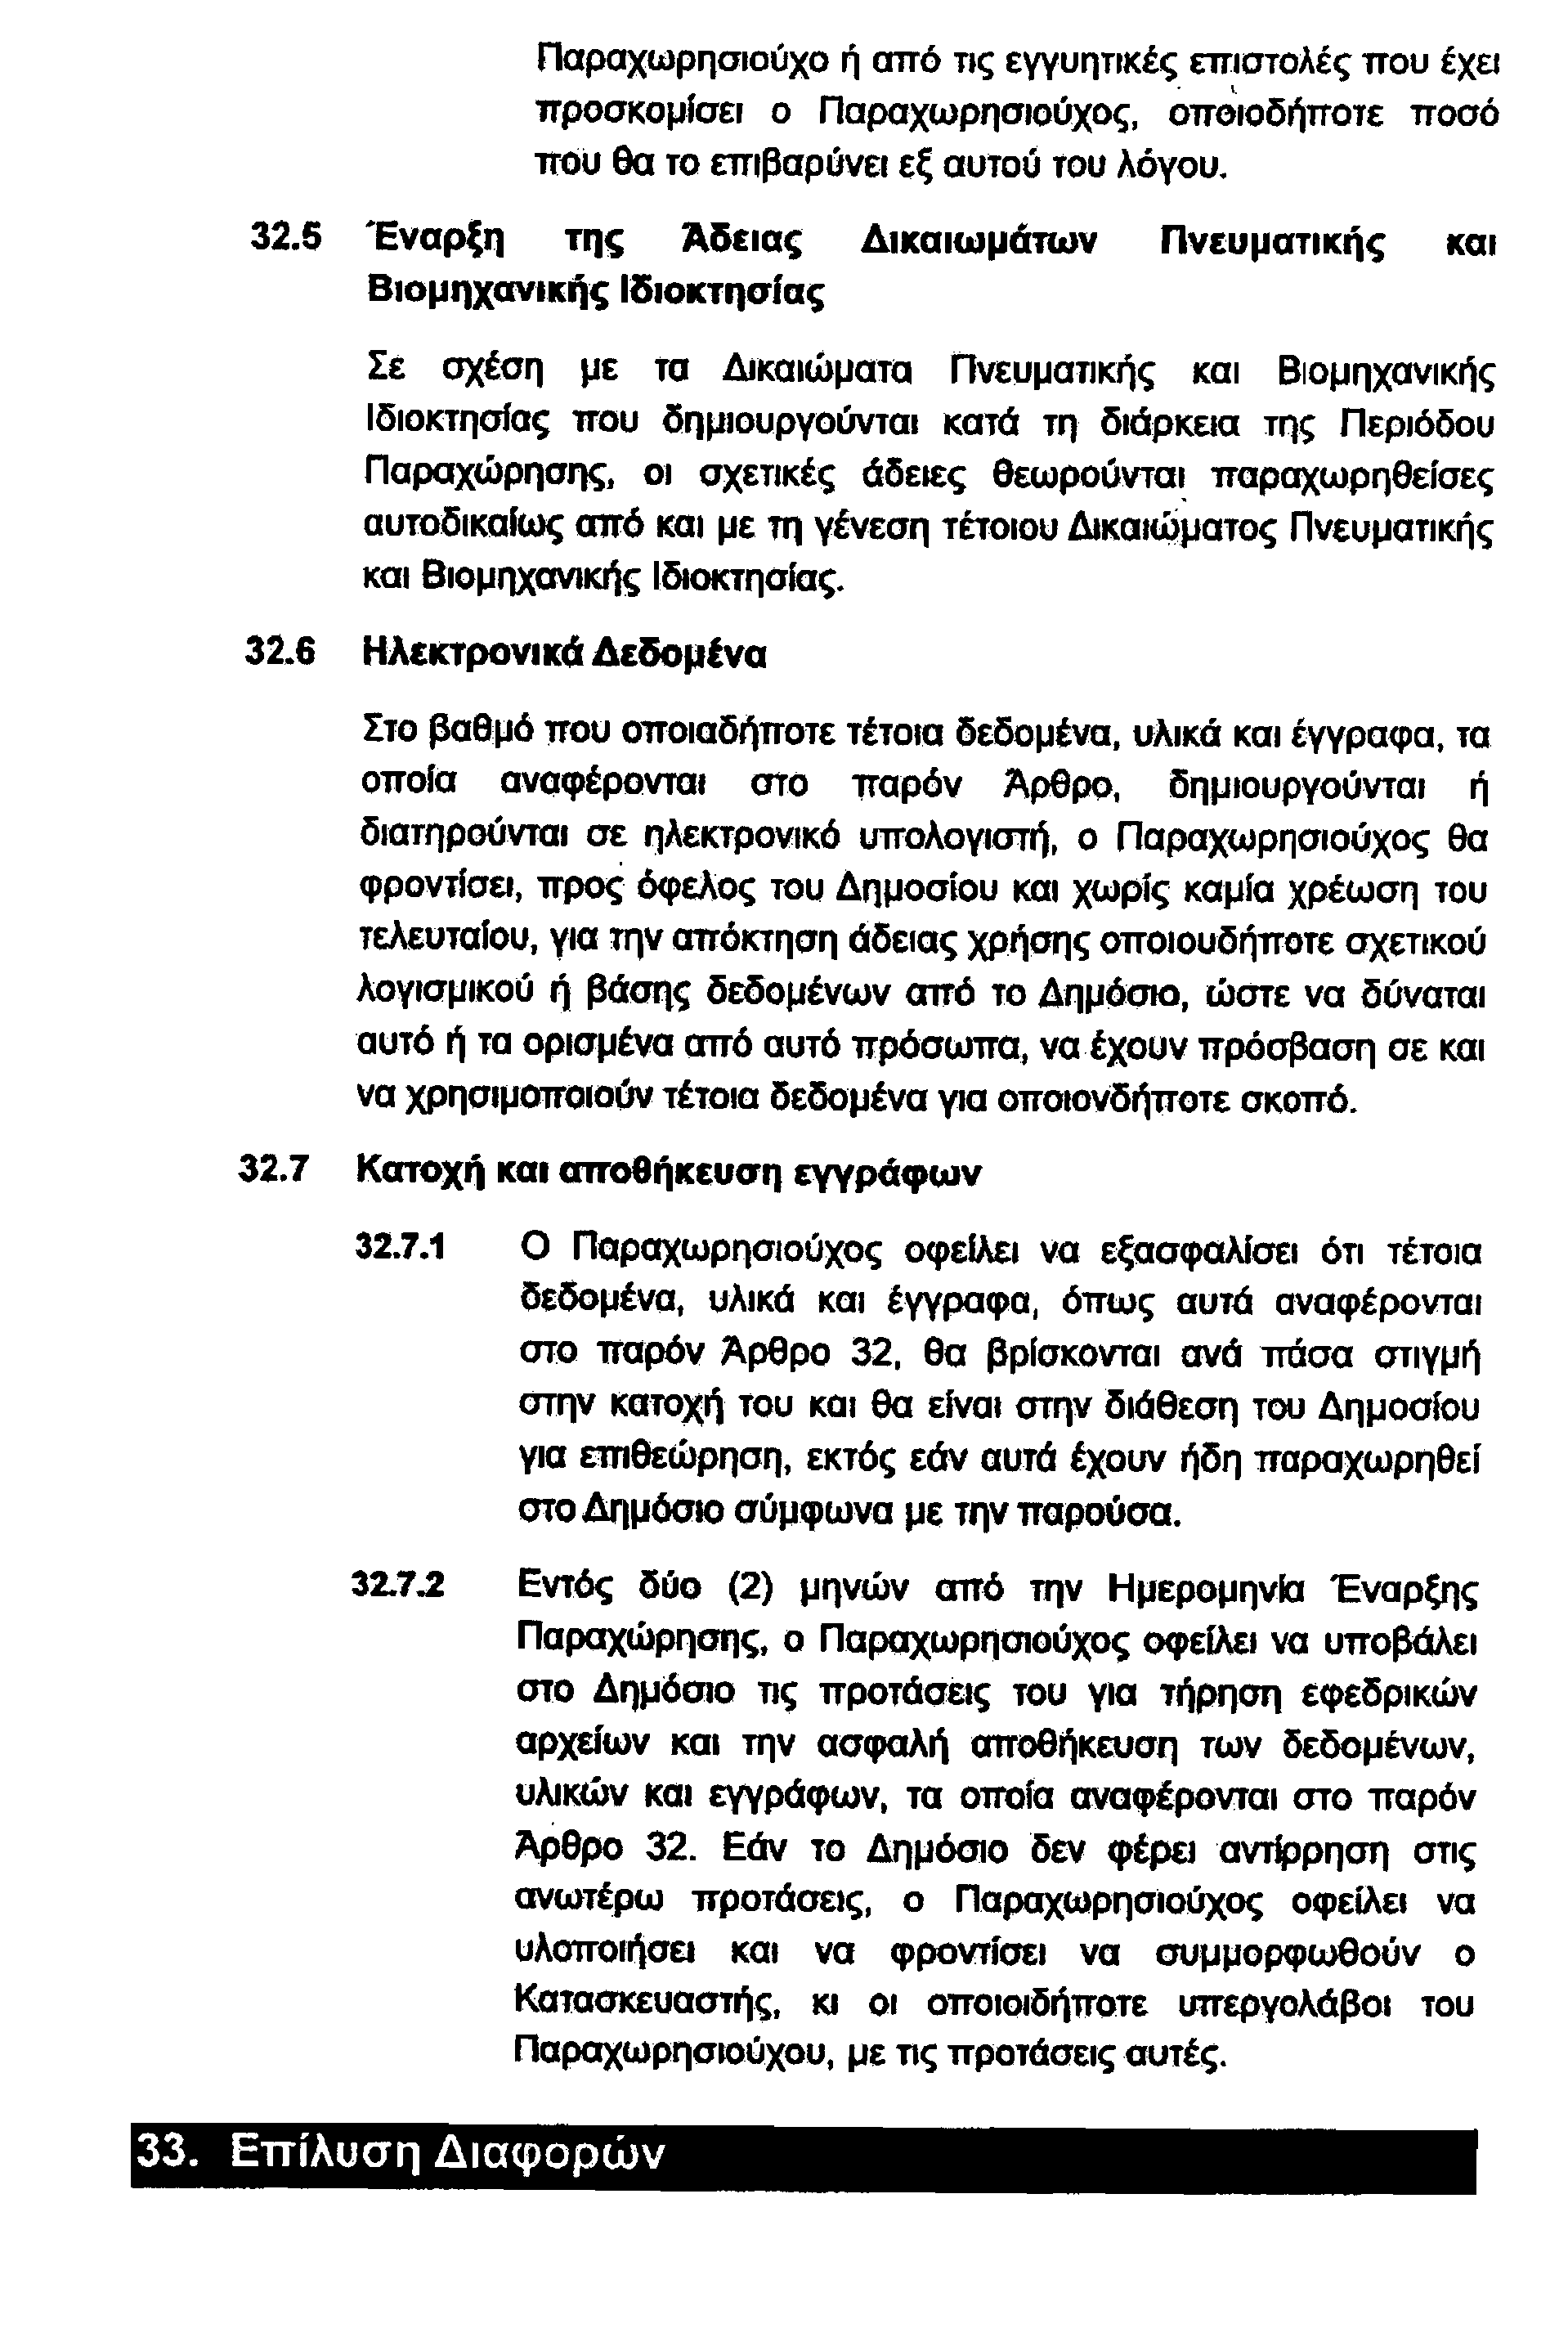 Παραχωρησιούχο ή από τις εγγυητικές επιστολές που έχει
προσκομίσει ο Παραχωρησιούχος, οποιοδήποτε ποσό
που θα το επιβαρύνει εξ αυτού του λόγου.
32.5 Έναρξη της Άδειας Δικαιωμάτων Πνευματικής και
Βιομηχανικής Ιδιοκτησίας
Σε σχέση με τα Δικαιώματα Πνευματικής και Βιομηχανικής
Ιδιοκτησίας που δημιουργούνται κατά τη διάρκεια της Περιόδου
Παραχώρησης, οι σχετικές άδειες θεωρούνται παραχωρηθείσες
αυτοδικαίως από και με τη γένεση τέτοιου Δικαιώματος Πνευματικής
και Βιομηχανικής Ιδιοκτησίας.
32.6 Ηλεκτρονικά Δεδομένα
Στο βαθμό που οποιαδήποτε τέτοια δεδομένα, υλικά και έγγραφα, τα
οποία αναφέρονται στο παρόν Άρθρο, δημιουργούνται ή
διατηρούνται σε ηλεκτρονικό υπολογιστή, ο Παραχωρησιούχος θα
φροντίσει, προς όφελος του Δημοσίου και χωρίς καμία χρέωση του
τελευταίου, για την απόκτηση άδειας χρήσης οποιουδήποτε σχετικού
λογισμικού ή βάσης δεδομένων από το Δημόσιο, ώστε να δύναται
αυτό ή τα ορισμένα από αυτό πρόσωπα, να έχουν πρόσβαση σε και
να χρησιμοποιούν τέτοια δεδομένα για οποιονδήποτε σκοπό.
32.7 Κατοχή και αποθήκευση εγγράφων
32.7.1 Ο Παραχωρησιούχος οφείλει να εξασφαλίσει ότι τέτοια
δεδομένα, υλικά και έγγραφα, όπως αυτά αναφέρονται
στο παρόν Άρθρο 32, θα βρίσκονται ανά πάσα στιγμή
στην κατοχή του και θα είναι στην διάθεση του Δημοσίου
για επιθεώρηση, εκτός εάν αυτά έχουν ήδη παραχωρηθεί
στο Δημόσιο σύμφωνα με την παρούσα.
32.7.2 Εντός δύο (2) μηνών από την Ημερομηνία Έναρξης
Παραχώρησης, ο Παραχωρησιούχος οφείλει να υποβάλει
στο Δημόσιο τις προτάσεις του για τήρηση εφεδρικών
αρχείων και την ασφαλή αποθήκευση των δεδομένων,
υλικών και εγγράφων, τα οποία αναφέρονται στο παρόν
Άρθρο 32. Εάν το Δημόσιο δεν φέρει αντίρρηση στις
ανωτέρω προτάσεις, ο Παραχωρησιούχος οφείλει να
υλοποιήσει και να φροντίσει να συμμορφωθούν ο
Κατασκευαστής, κι οι οποιοιδήποτε υπεργολάβοι του
Παραχωρησιούχου, με τις προτάσεις αυτές.
33. Επίλυση Διαφορών